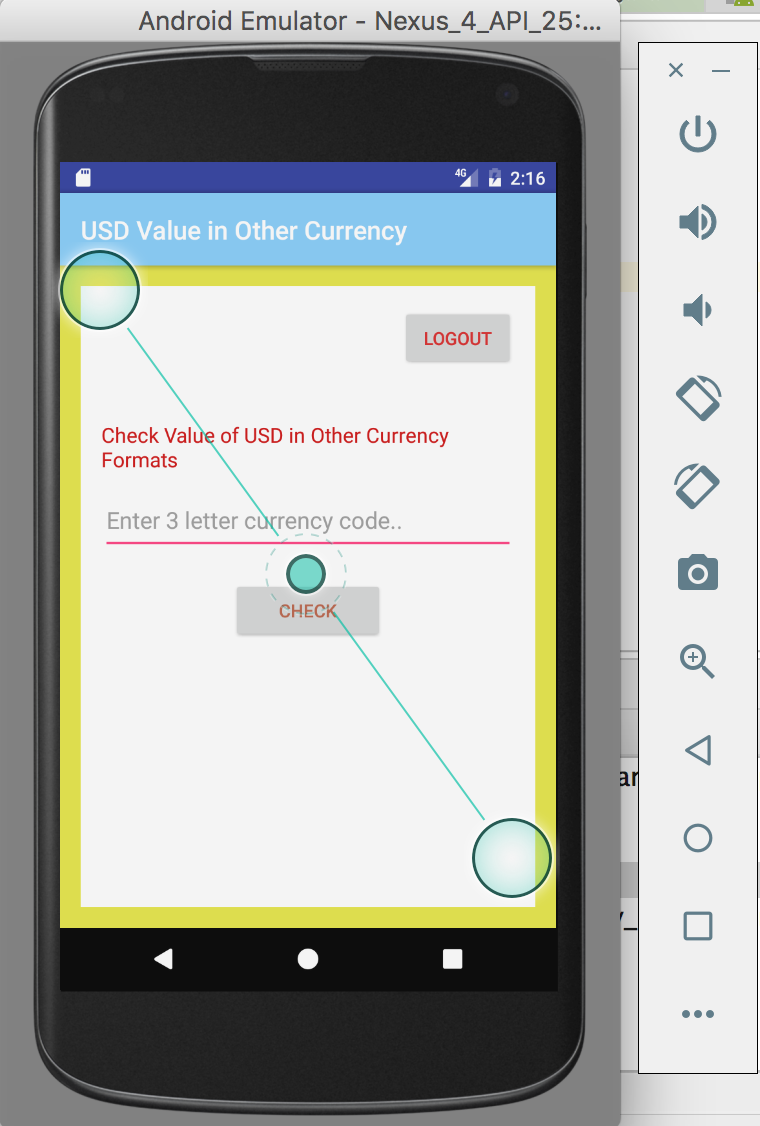 Android Emulator - Nexus_4_API_25:...
4G 2:16
USD Value in Other Currency
LOGOUT
Check Value of USD in Other Currency
Formats
Enter 3 letter currency code..
CHECK
ar